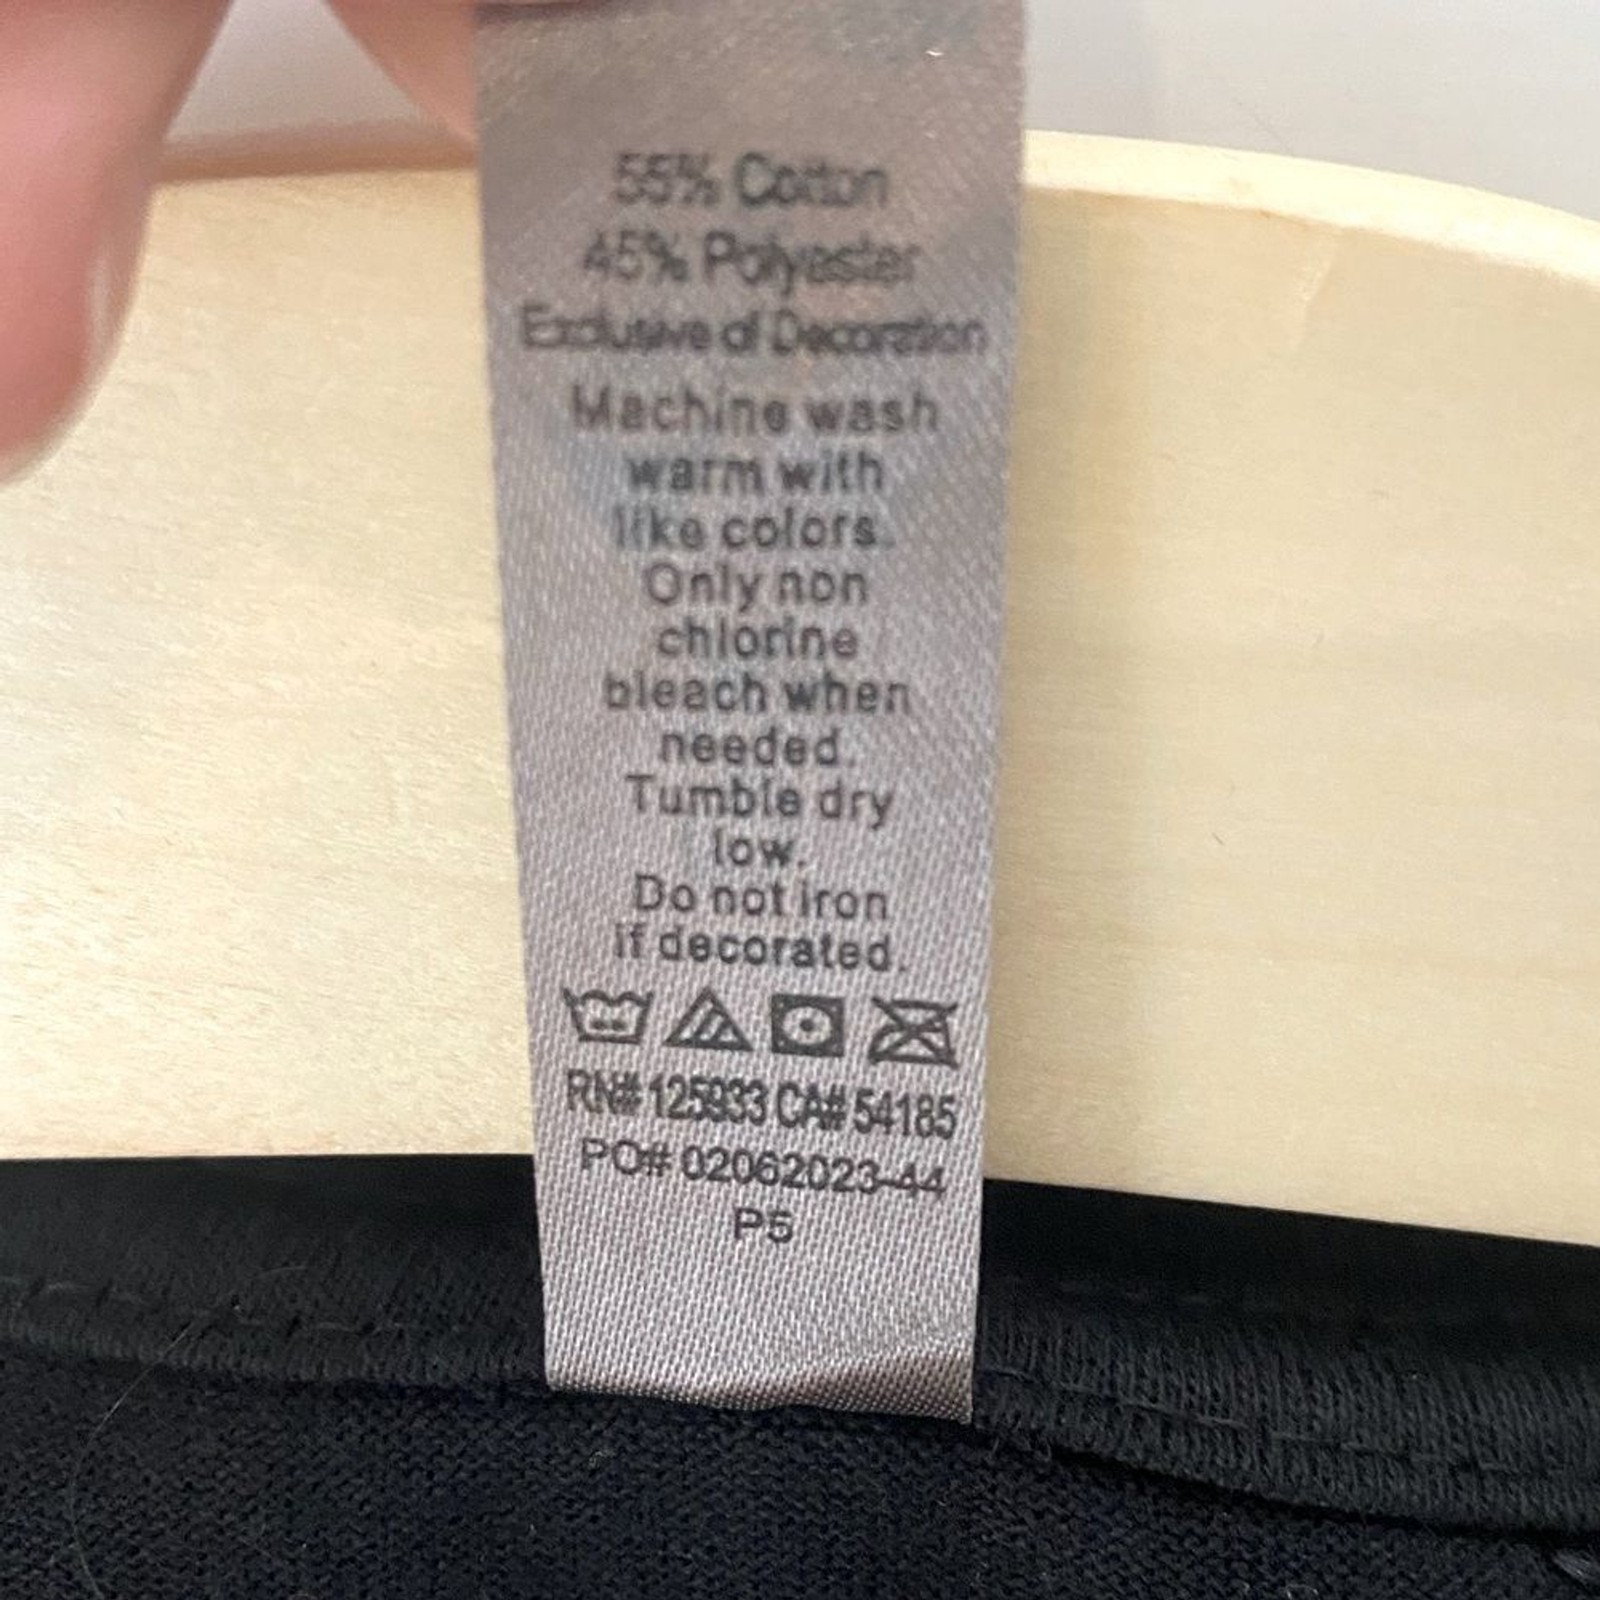 55% Cotton
45% Polyester
Exclusive of Decoration
Machine wash
warm with
like colors.
Only non
chlorine
bleach when
needed.
Tumble dry
low.
Do not iron
if decorated.
RN# 125933 CA# 54185
PO# 02062023-44
P5